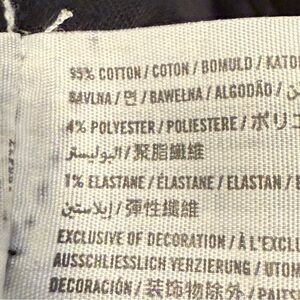 95% COTTON / COTON / BOMULD / KATO
BAVLNA / 면 / BAWEŁNA / ALGODÃO /
4% POLYESTER / POLIESTERE / ポリエ
البوليستر / 聚脂纖維
1% ELASTANE / ÉLASTANE / ELASTAN /
إيلاستين / 彈性纖維
EXCLUSIVE OF DECORATION / À L'EXCL
AUSSCHLIESSLICH VERZIERUNG / UTOM
DECORACIÓN / 装饰物除外 /